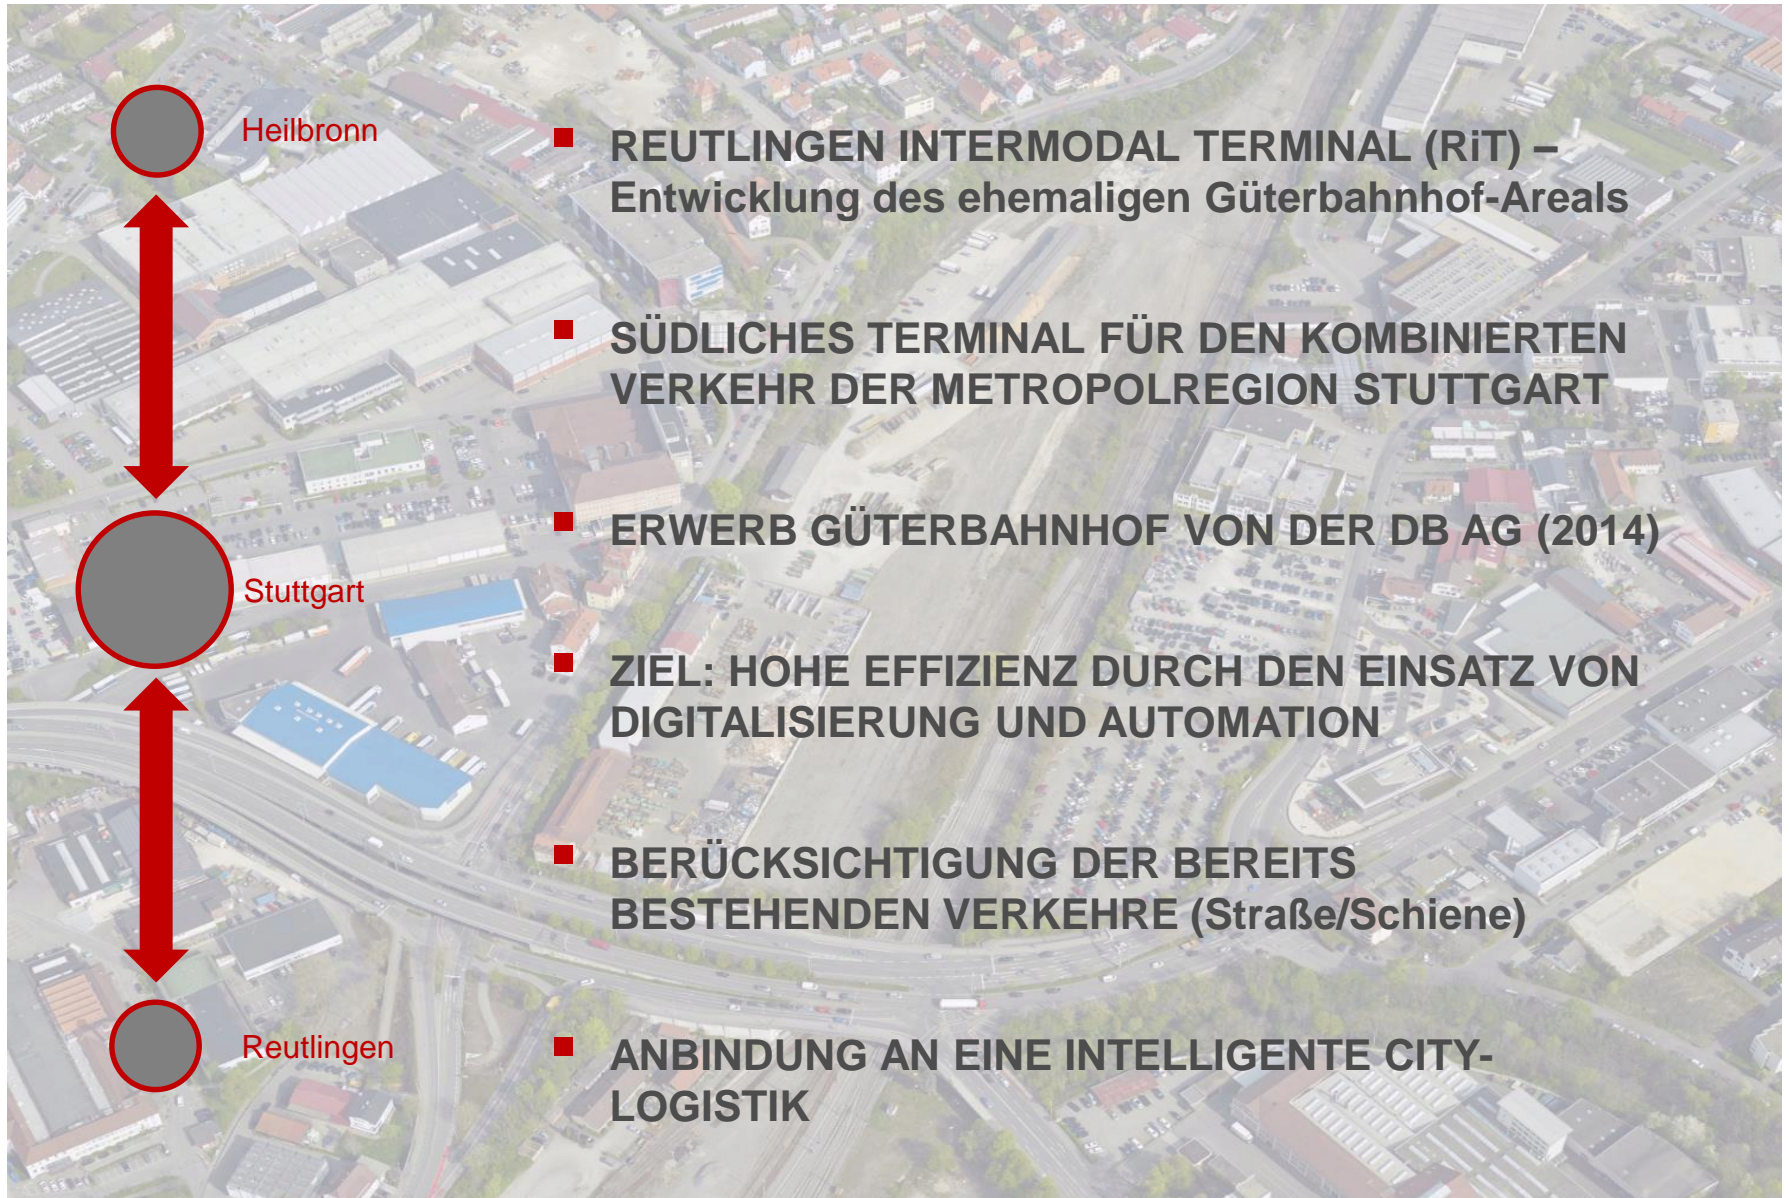 Heilbronn
Stuttgart
Reutlingen
REUTLINGEN INTERMODAL TERMINAL (RiT) –
Entwicklung des ehemaligen Güterbahnhof-Areals
SÜDLICHES TERMINAL FÜR DEN KOMBINIERTEN
VERKEHR DER METROPOLREGION STUTTGART
ERWERB GÜTERBAHNHOF VON DER DB AG (2014)
ZIEL: HOHE EFFIZIENZ DURCH DEN EINSATZ VON
DIGITALISIERUNG UND AUTOMATION
BERÜCKSICHTIGUNG DER BEREITS
BESTEHENDEN VERKEHRE (Straße/Schiene)
ANBINDUNG AN EINE INTELLIGENTE CITY-
LOGISTIK